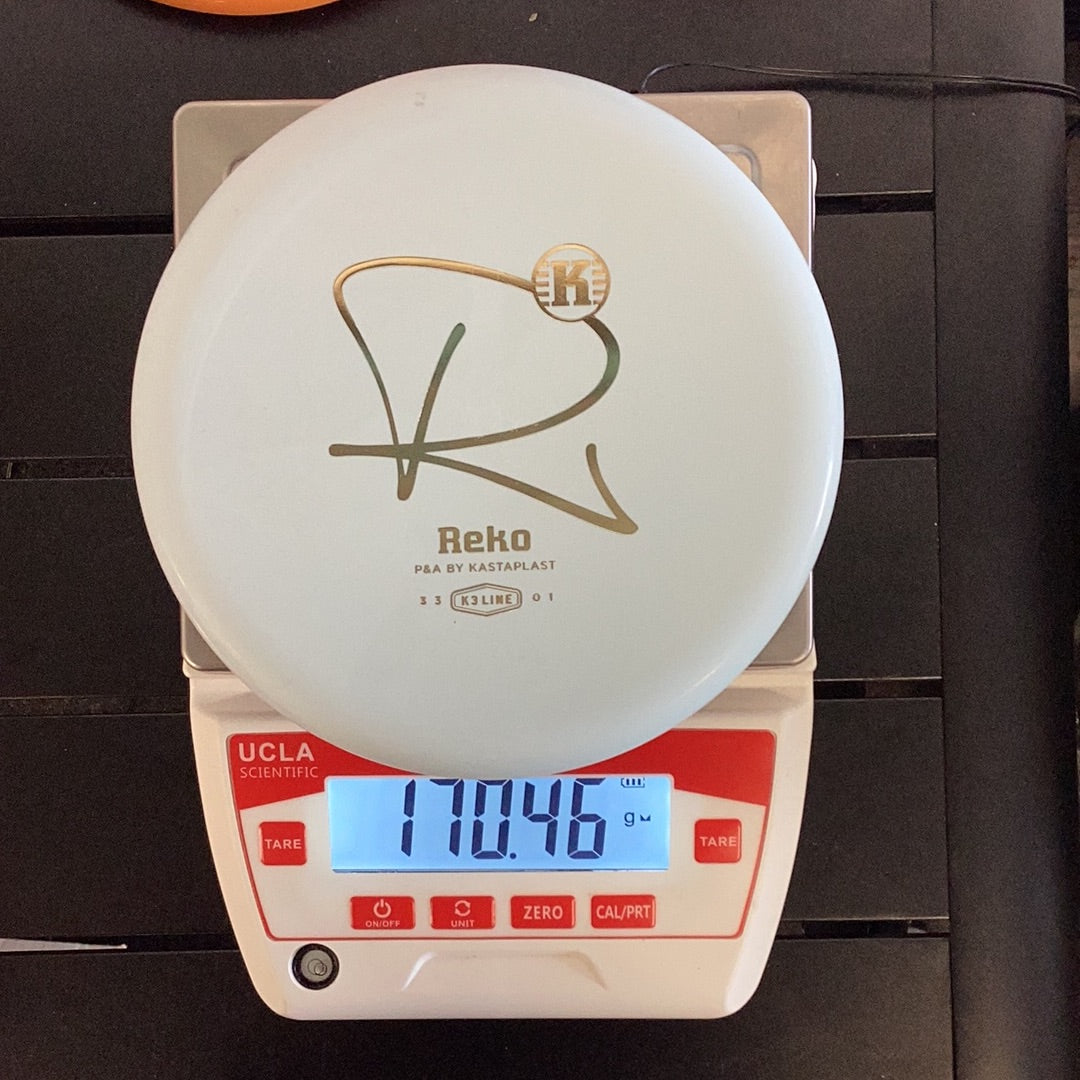 K
Reko
P&A BY KASTAPLAST
3 3 K3 LINE 0 1
UCLA
SCIENTIFIC
170.46 g
TARE
TARE
ON/OFF
UNIT
ZERO
CAL/PRT